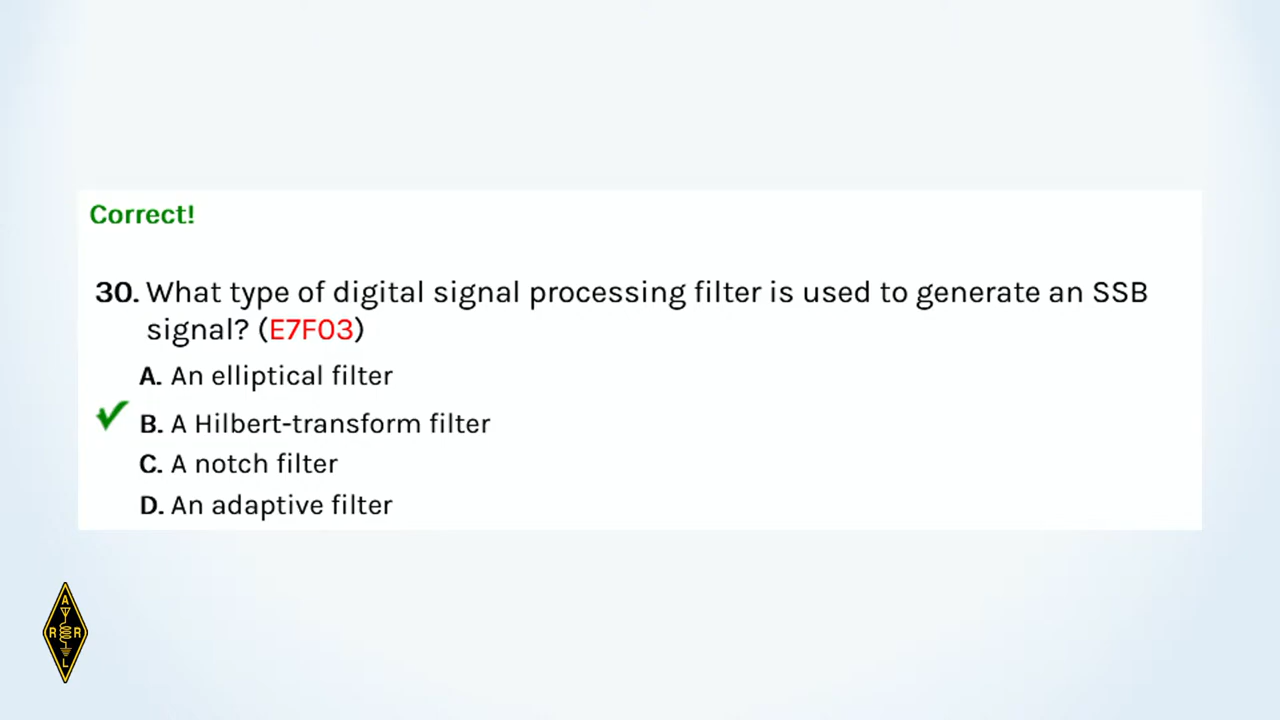 Correct!
30. What type of digital signal processing filter is used to generate an SSB
signal? (E7F03)
A. An elliptical filter
B. A Hilbert-transform filter
C. A notch filter
D. An adaptive filter
A
R R
L